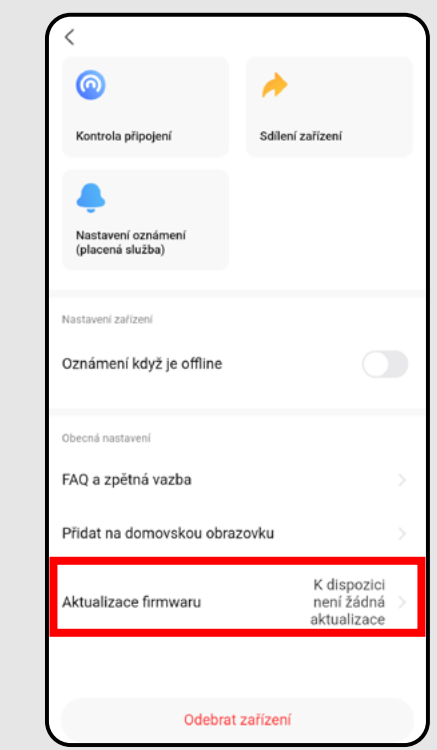 Kontrola připojení
Sdílení zařízení
Nastavení oznámení
(placená služba)
Nastavení zařízení
Oznámení když je offline
Obecná nastavení
FAQ a zpětná vazba
Přidat na domovskou obrazovku
Aktualizace firmwaru
K dispozici
není žádná
aktualizace
Odebrat zařízení